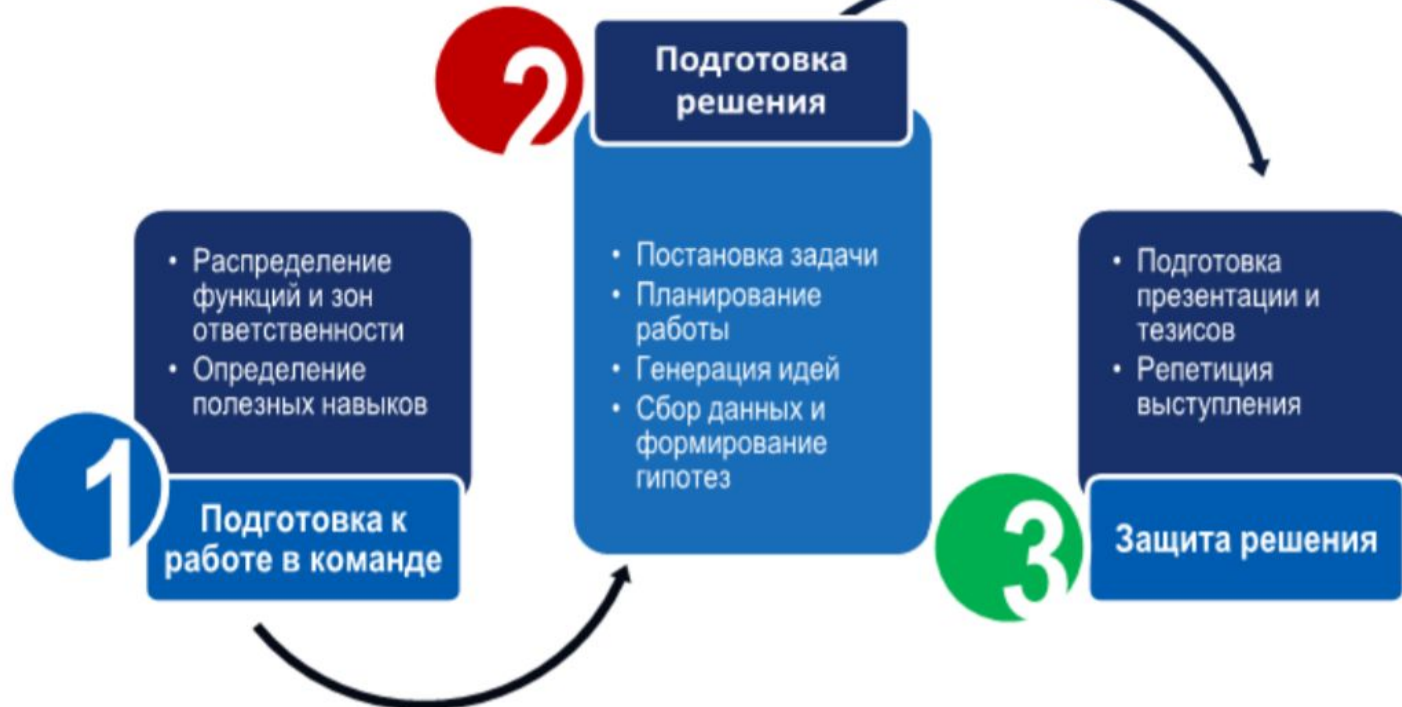 1
• Распределение
функций и зон
ответственности
• Определение
полезных навыков
Подготовка к
работе в команде
2
Подготовка
решения
• Постановка задачи
• Планирование
работы
• Генерация идей
• Сбор данных и
формирование
гипотез
3
• Подготовка
презентации и
тезисов
• Репетиция
выступления
Защита решения